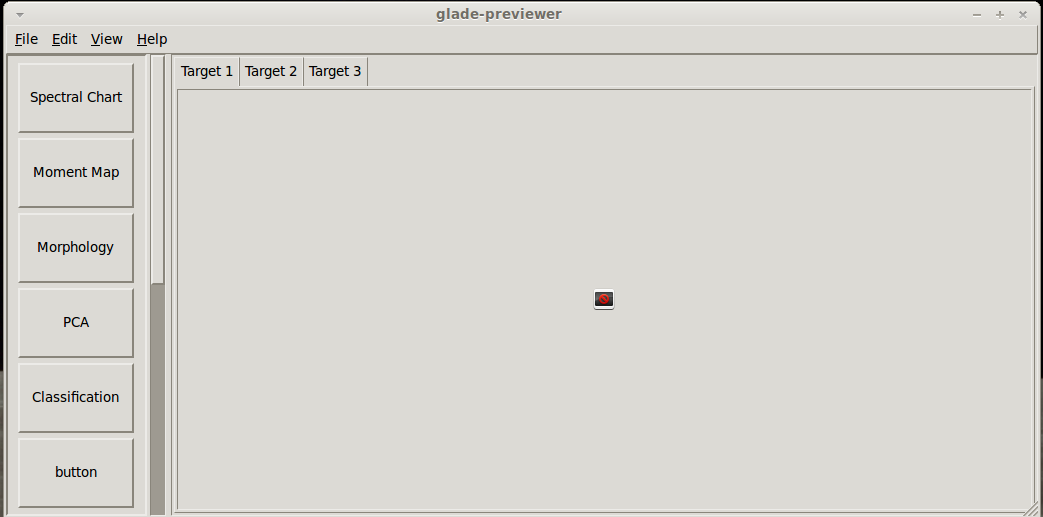 glade-previewer
File Edit View Help
Target 1 Target 2 Target 3
Spectral Chart
Moment Map
Morphology
PCA
Classification
button